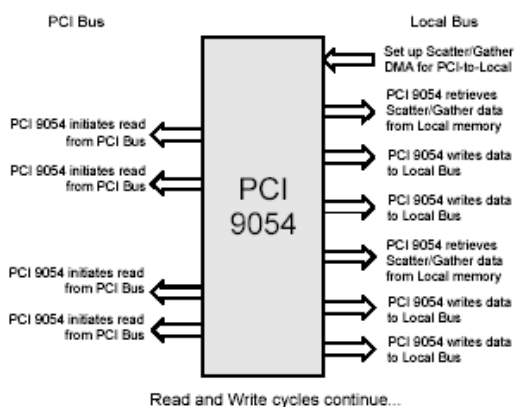 PCI Bus
Local Bus
Set up Scatter/Gather
DMA for PCI-to-Local
PCI 9054 retrieves
Scatter/Gather data
from Local memory
PCI 9054 initiates read
from PCI Bus
PCI 9054 writes data
to Local Bus
PCI 9054 initiates read
from PCI Bus
PCI 9054 writes data
to Local Bus
PCI
9054
PCI 9054 retrieves
Scatter/Gather data
from Local memory
PCI 9054 initiates read
from PCI Bus
PCI 9054 writes data
to Local Bus
PCI 9054 initiates read
from PCI Bus
PCI 9054 writes data
to Local Bus
Read and Write cycles continue...